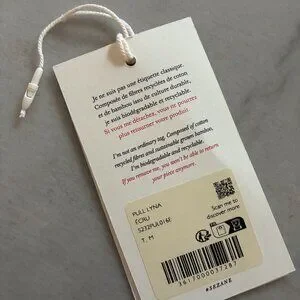 Je ne suis pas une étiquette classique.
Composée de fibres recyclées de coton
et de bambou issu de culture durable,
je suis biodégradable et recyclable.
Si vous me détachez, vous ne pourrez
plus retourner votre produit.
I'm not an ordinary tag. Composed of cotton
recycled fibres and sustainable grown bamboo,
I'm biodegradable and recyclable.
If you remove me, you won't be able to return
your piece anymore.
PULL LYNA
ECRU
T. M
Scan me to
discover more
3617000037287
#SEZANE